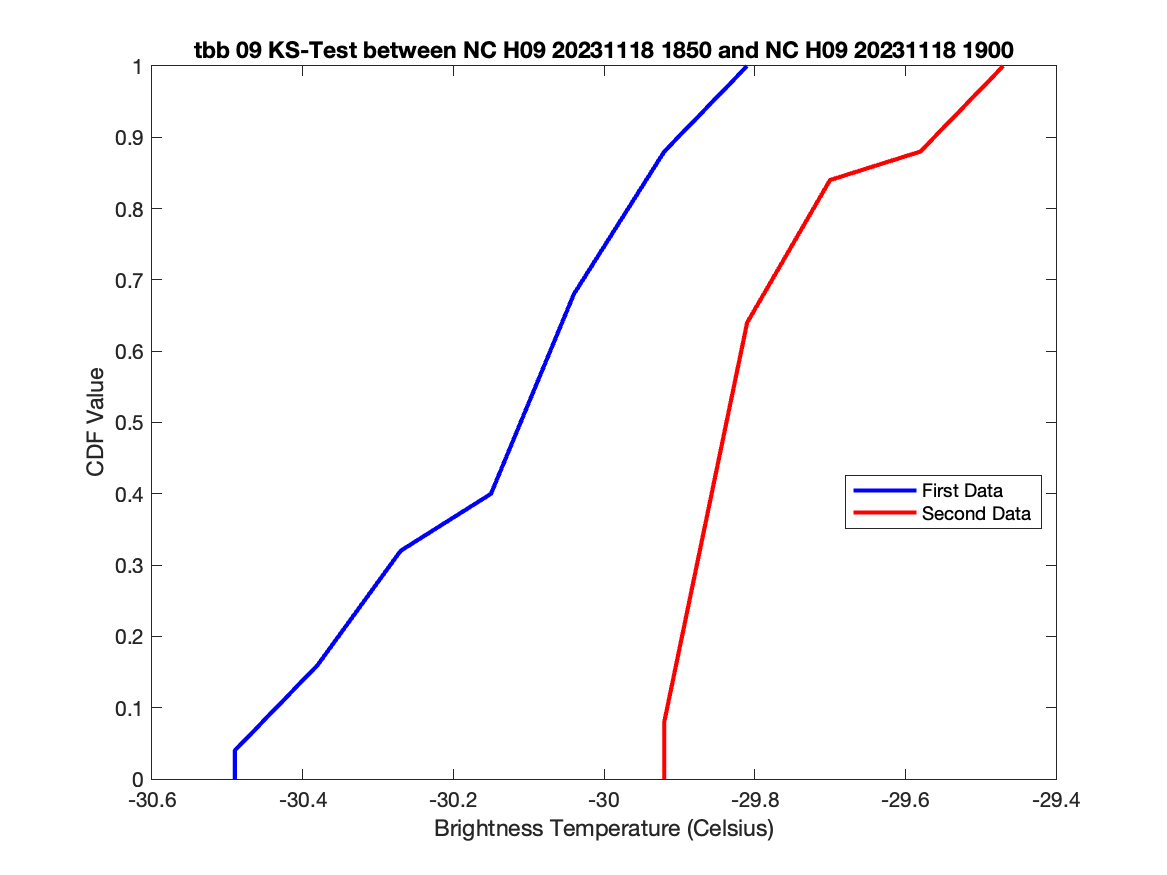 tbb 09 KS-Test between NC H09 20231118 1850 and NC H09 20231118 1900
1
0.9
0.8
0.7
0.6
0.5
0.4
0.3
0.2
0.1
0
CDF Value
First Data
Second Data
-30.6 -30.4 -30.2 -30 -29.8 -29.6 -29.4
Brightness Temperature (Celsius)